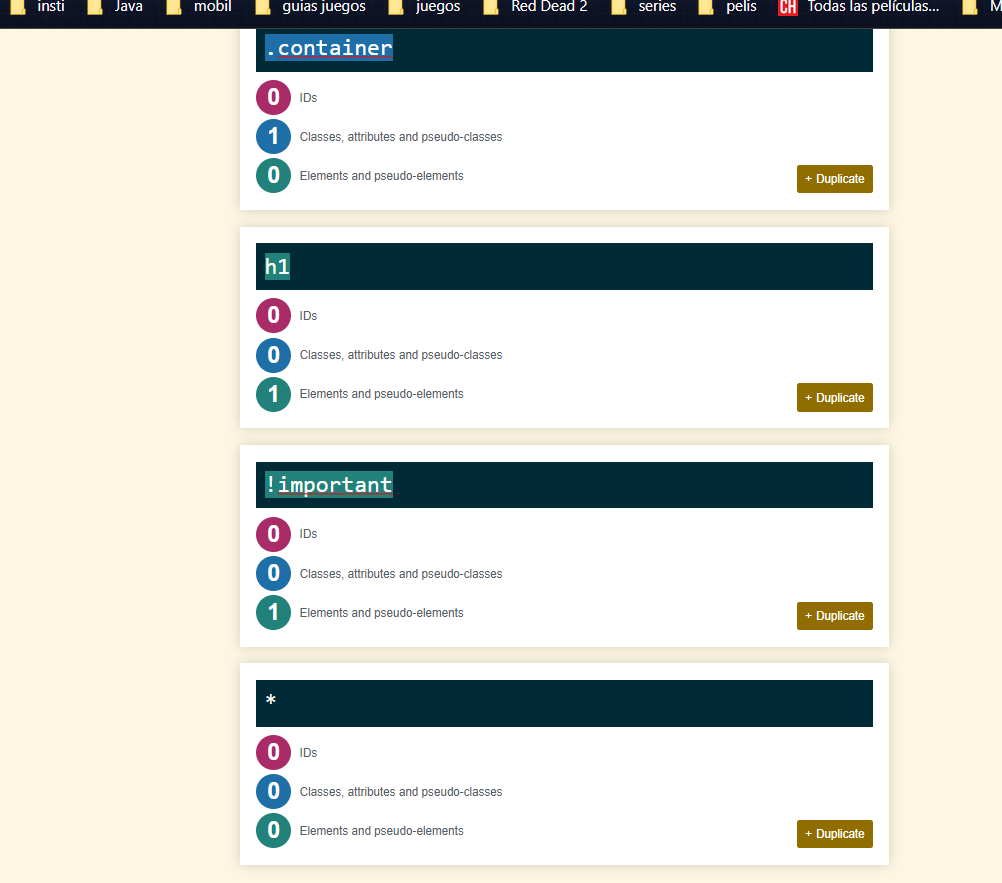 insti Java mobil guias juegos juegos Red Dead 2 series pelis CH Todas las películas... M
.container
0 IDs
1 Classes, attributes and pseudo-classes
0 Elements and pseudo-elements
+ Duplicate
h1
0 IDs
0 Classes, attributes and pseudo-classes
1 Elements and pseudo-elements
+ Duplicate
!important
0 IDs
0 Classes, attributes and pseudo-classes
1 Elements and pseudo-elements
+ Duplicate
*
0 IDs
0 Classes, attributes and pseudo-classes
0 Elements and pseudo-elements
+ Duplicate